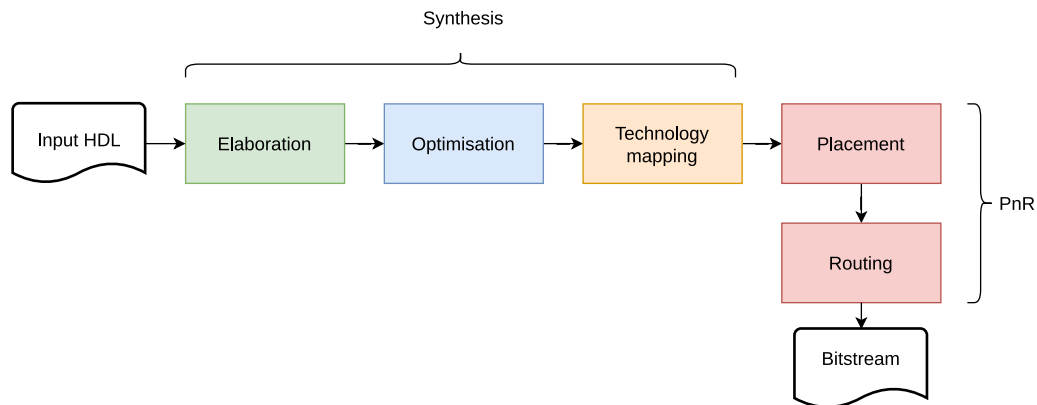 Synthesis
Input HDL
Elaboration
Optimisation
Technology
mapping
Placement
PnR
Routing
Bitstream